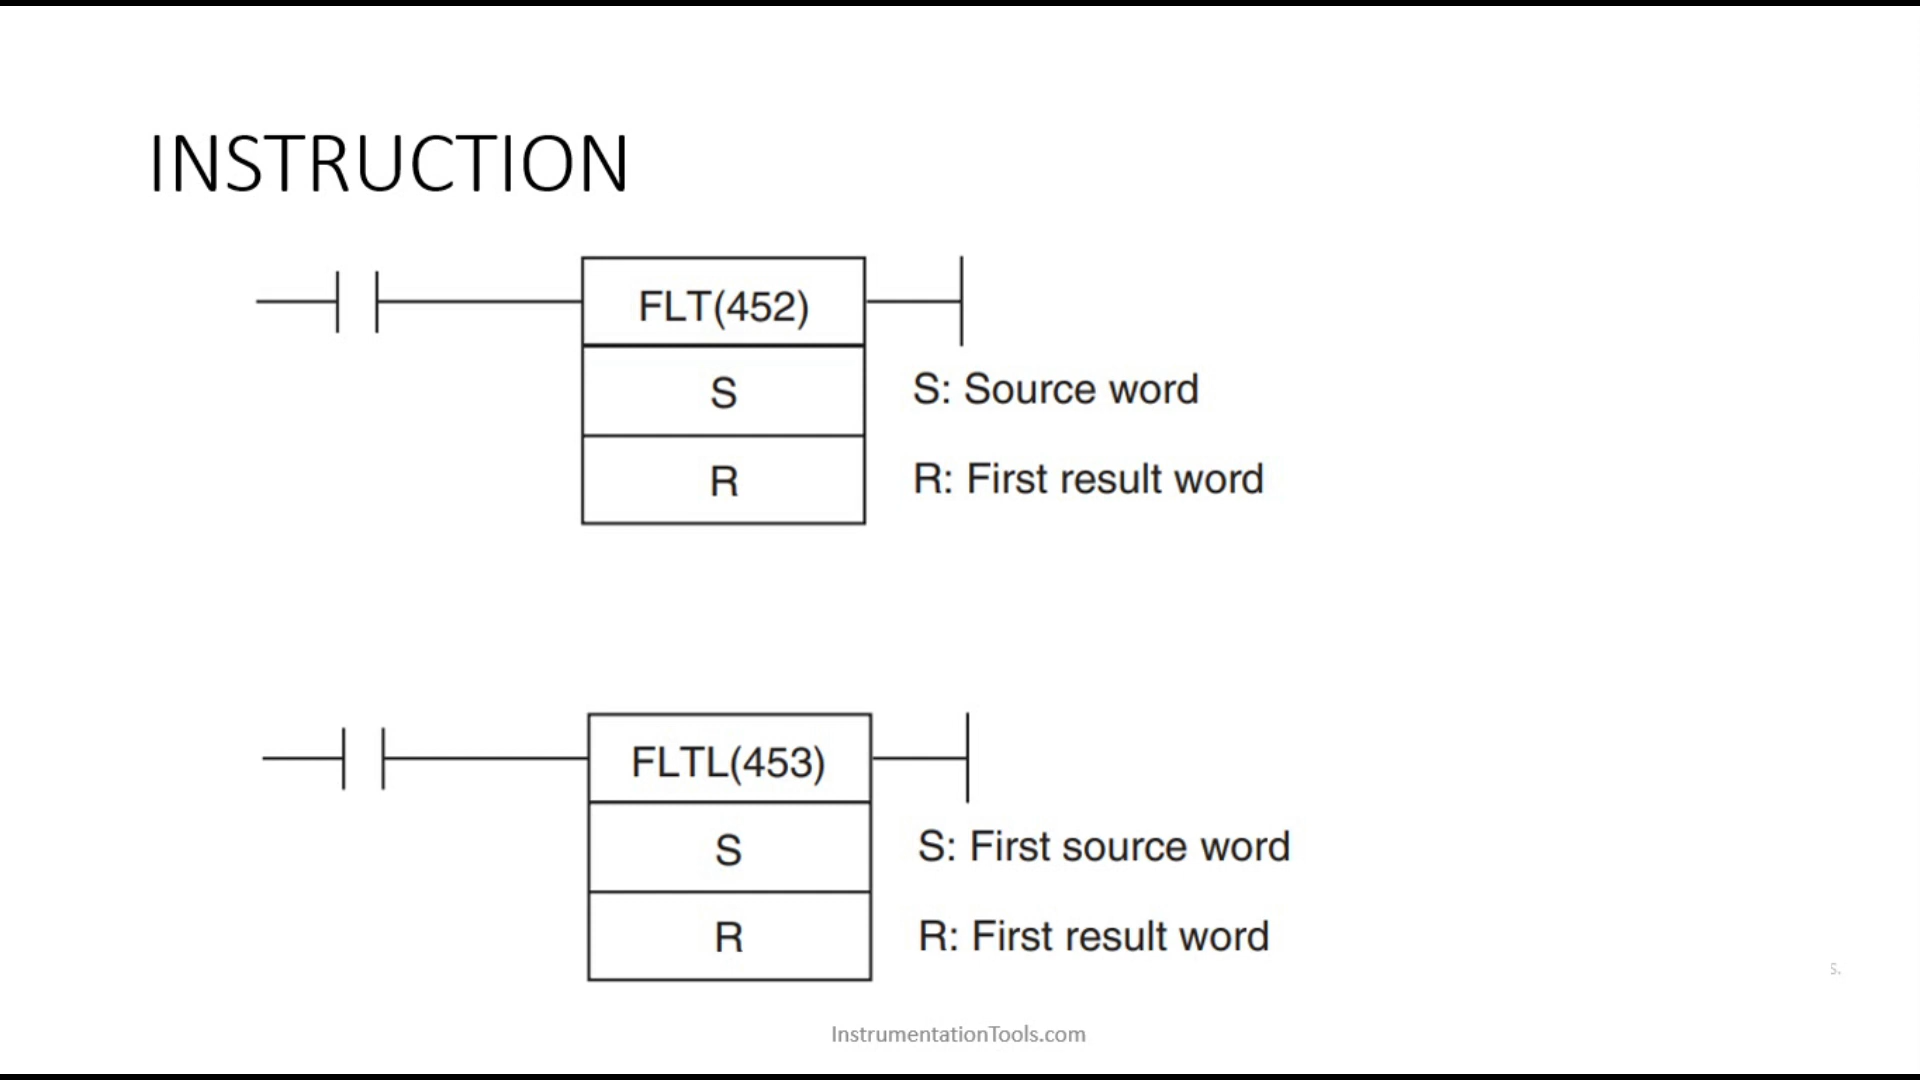 INSTRUCTION
FLT(452)
S
S: Source word
R
R: First result word
FLTL(453)
S
S: First source word
R
R: First result word
s.
InstrumentationTools.com